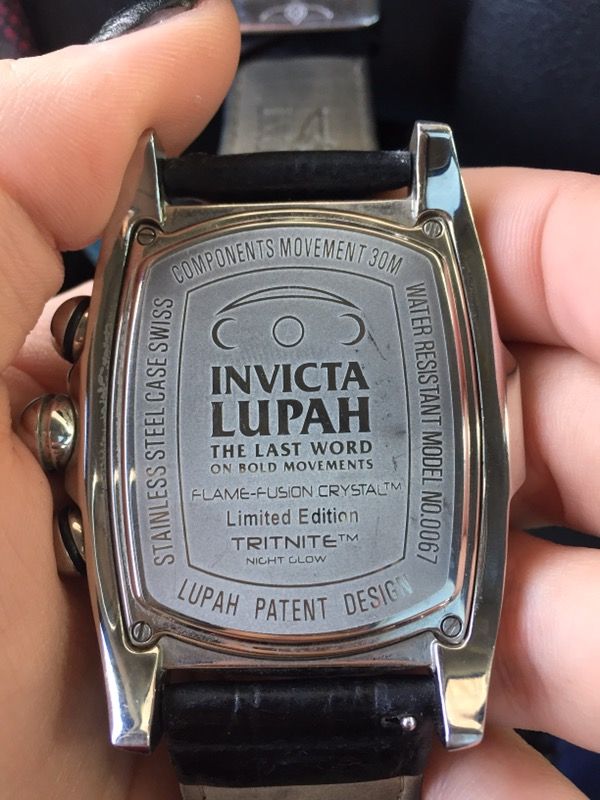 STAINLESS STEEL CASE SWISS
COMPONENTS MOVEMENT 30M
WATER RESISTANT MODEL NO.0067
INVICTA
LUPAH
THE LAST WORD
ON BOLD MOVEMENTS
FLAME-FUSION CRYSTAL™
Limited Edition
TRITNITE™
NIGHT GLOW
LUPAH PATENT DESIGN